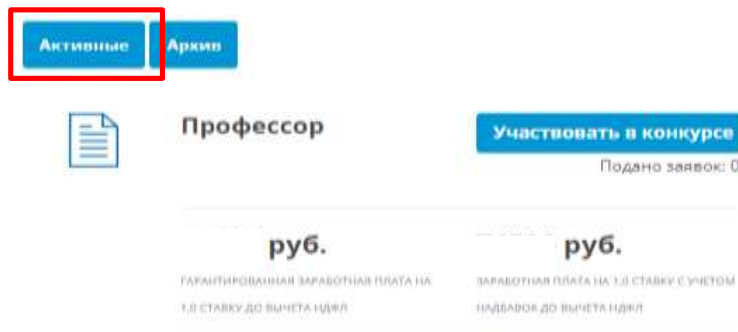 Активные
Архив
Профессор
Участвовать в конкурсе
Подано заявок: 0
руб.
руб.
ГАРАНТИРОВАННАЯ ЗАРАБОТНАЯ ПЛАТА НА
1,0 СТАВКУ ДО ВЫЧЕТА НДФЛ
ЗАРАБОТНАЯ ПЛАТА НА 1,0 СТАВКУ С УЧЕТОМ
НАДБАВОК ДО ВЫЧЕТА НДФЛ